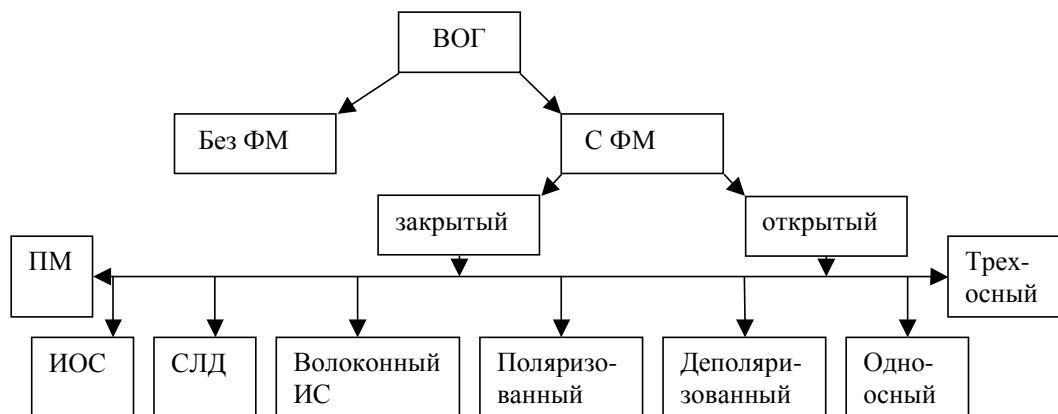 ВОГ
Без ФМ
С ФМ
закрытый
открытый
ПМ
Трех-
осный
ИОС
СЛД
Волоконный
ИС
Поляризо-
ванный
Деполяри-
зованный
Одно-
осный